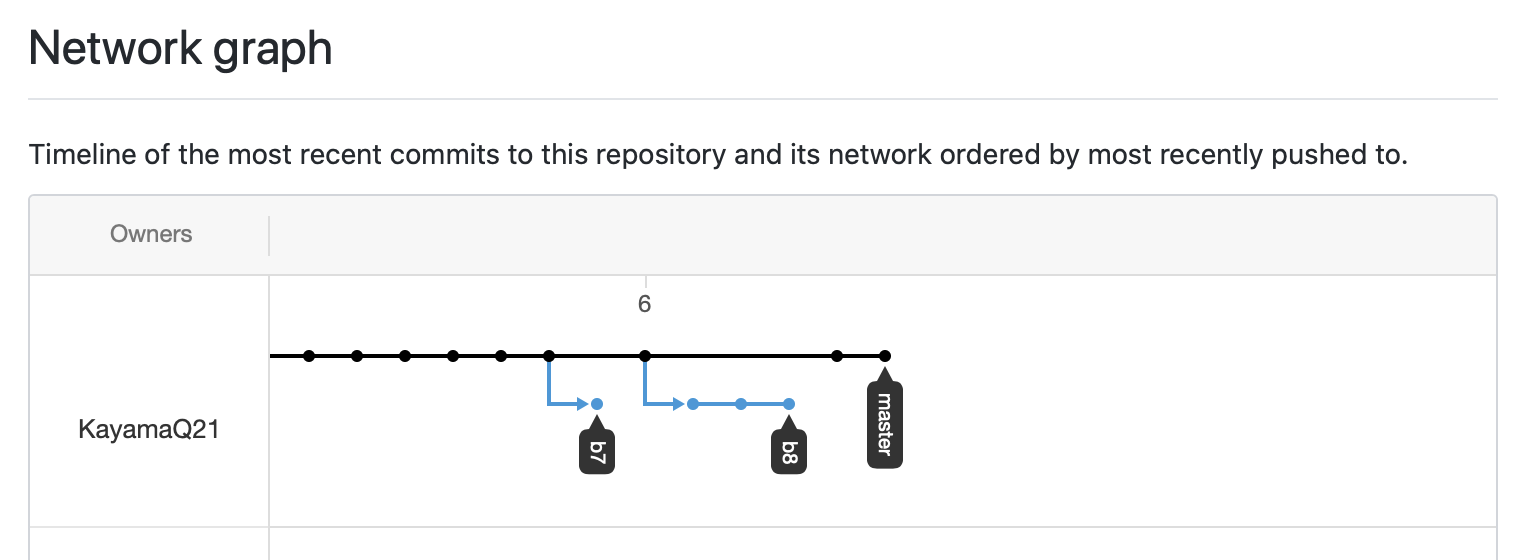 Network graph
Timeline of the most recent commits to this repository and its network ordered by most recently pushed to.
Owners
6
KayamaQ21
b7
b8
master